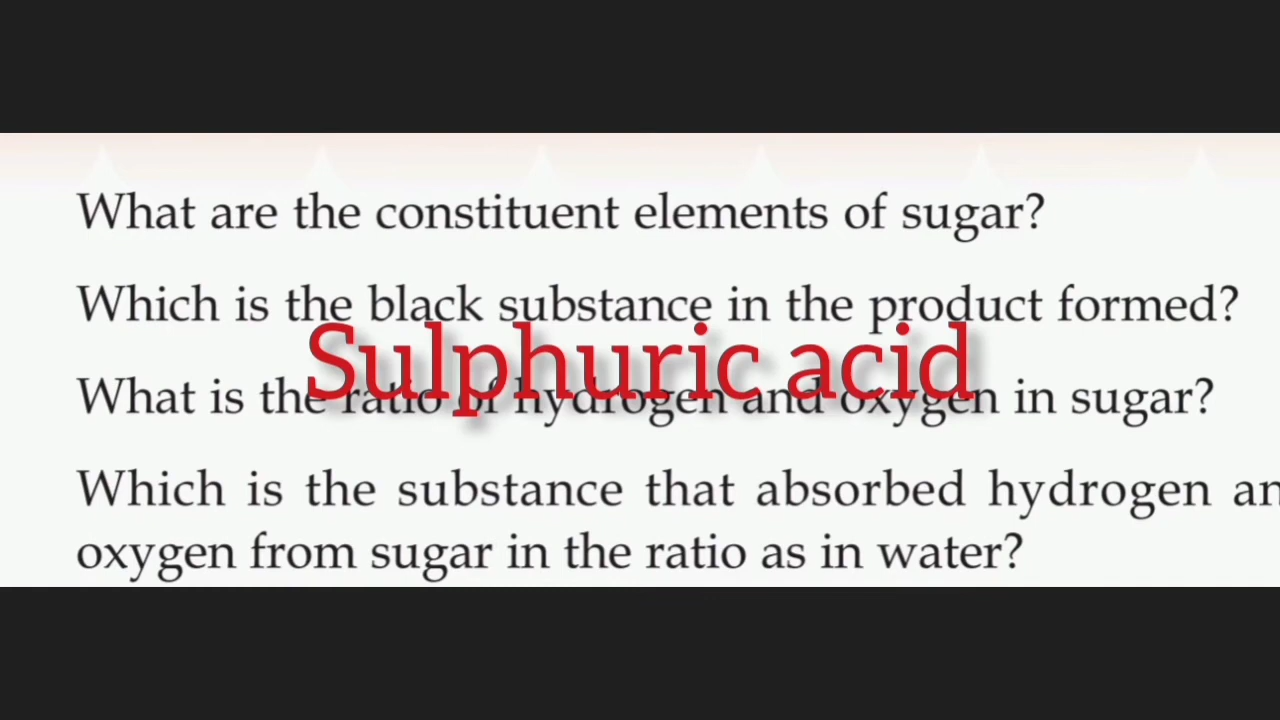 What are the constituent elements of sugar?
Which is the black substance in the product formed?
Sulphuric acid
What is the ratio of hydrogen and oxygen in sugar?
Which is the substance that absorbed hydrogen an
oxygen from sugar in the ratio as in water?